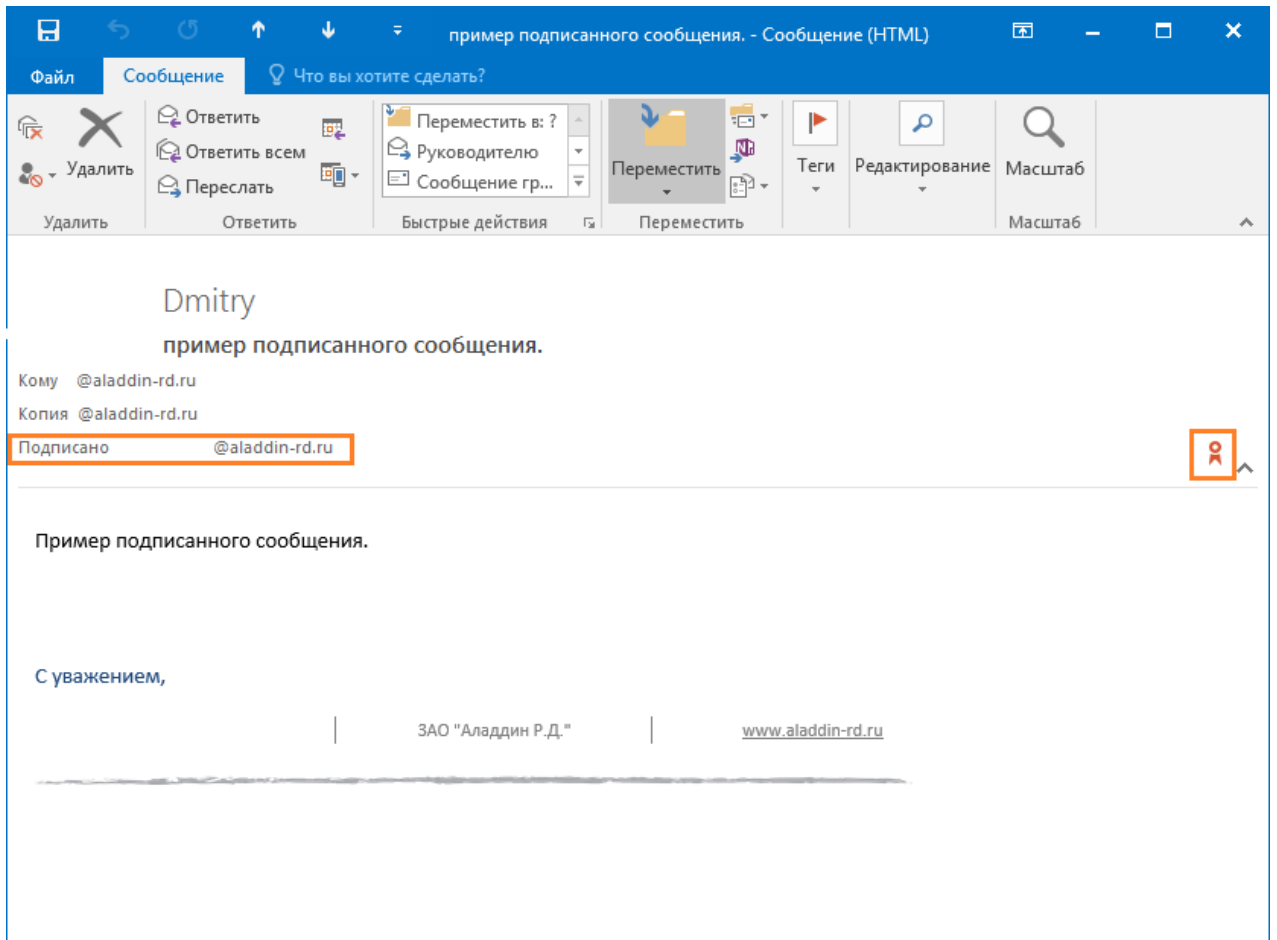 пример подписанного сообщения. - Сообщение (HTML)
Файл Сообщение Что вы хотите сделать?
Удалить
Удалить
Ответить
Ответить всем
Переслать
Ответить
Переместить в: ?
Руководителю
Сообщение гр...
Быстрые действия
Переместить
Переместить
Теги
Редактирование
Масштаб
Масштаб
Dmitry
пример подписанного сообщения.
Кому @aladdin-rd.ru
Копия @aladdin-rd.ru
Подписано @aladdin-rd.ru
Пример подписанного сообщения.
С уважением,
ЗАО "Аладдин Р.Д." www.aladdin-rd.ru